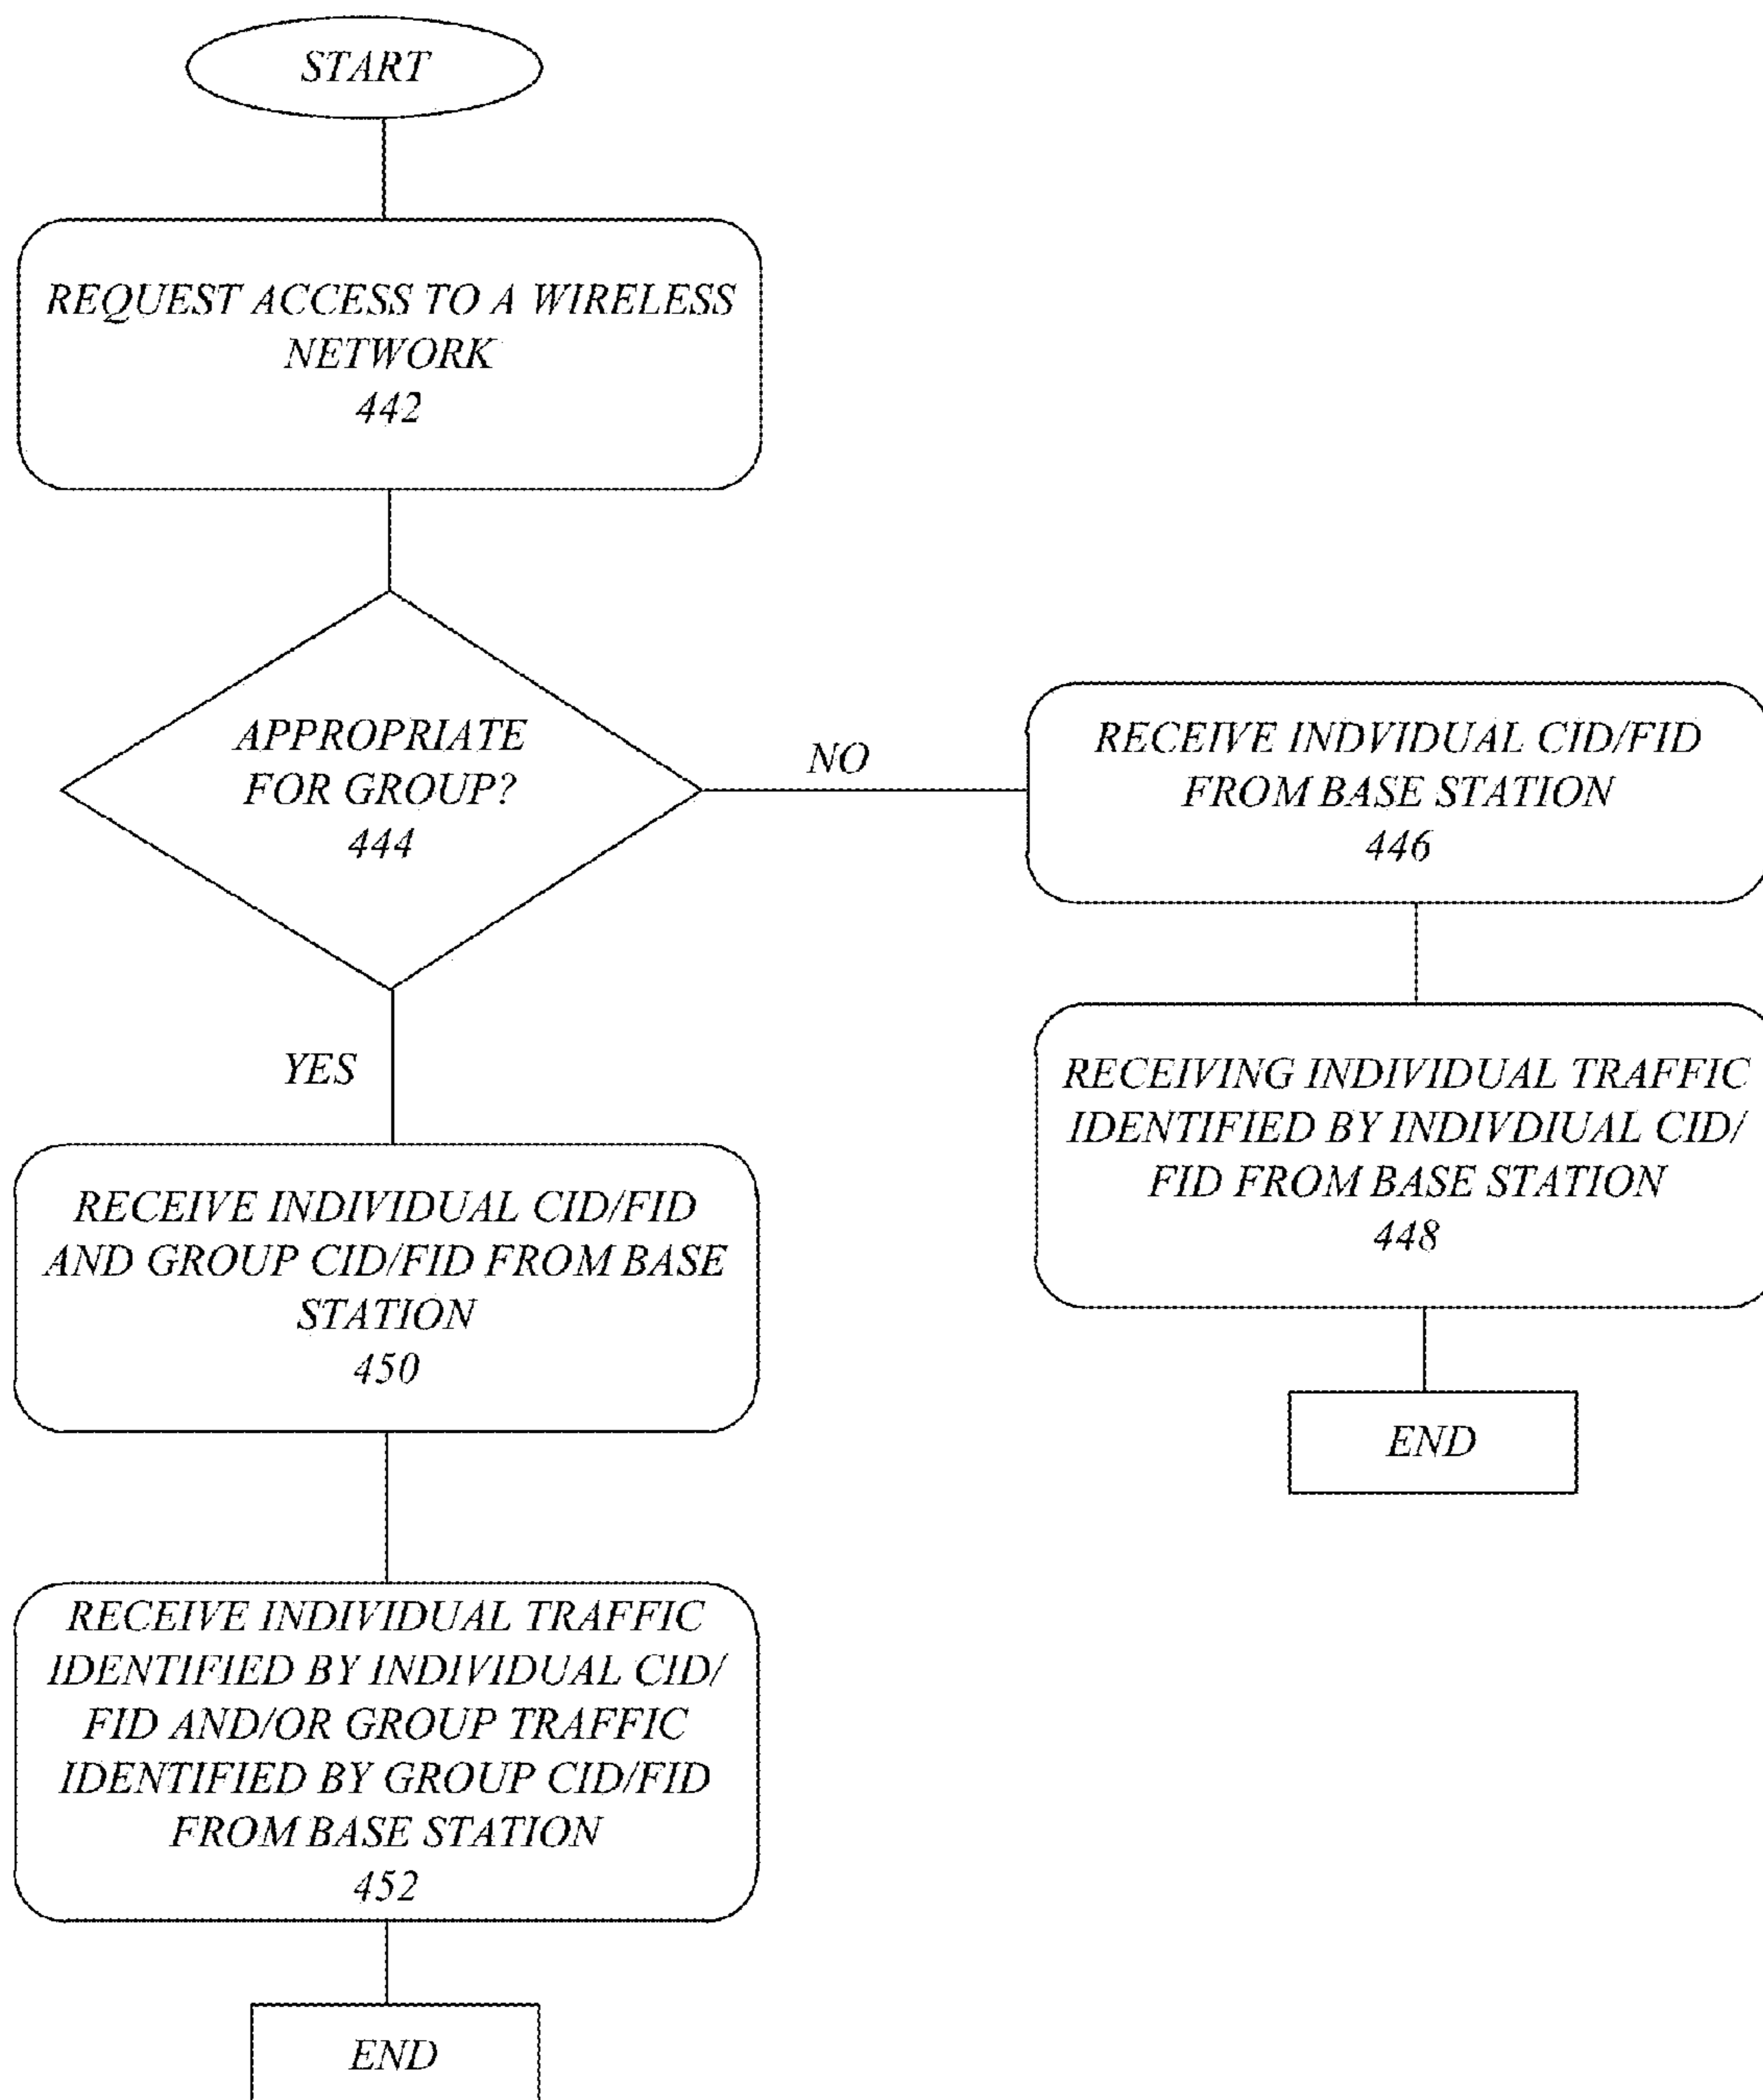 START
REQUEST ACCESS TO A WIRELESS
NETWORK
442
APPROPRIATE
FOR GROUP?
444
NO
RECEIVE INDVIDUAL CID/FID
FROM BASE STATION
446
RECEIVING INDIVIDUAL TRAFFIC
IDENTIFIED BY INDIVDIUAL CID/
FID FROM BASE STATION
448
END
YES
RECEIVE INDIVIDUAL CID/FID
AND GROUP CID/FID FROM BASE
STATION
450
RECEIVE INDIVIDUAL TRAFFIC
IDENTIFIED BY INDIVIDUAL CID/
FID AND/OR GROUP TRAFFIC
IDENTIFIED BY GROUP CID/FID
FROM BASE STATION
452
END